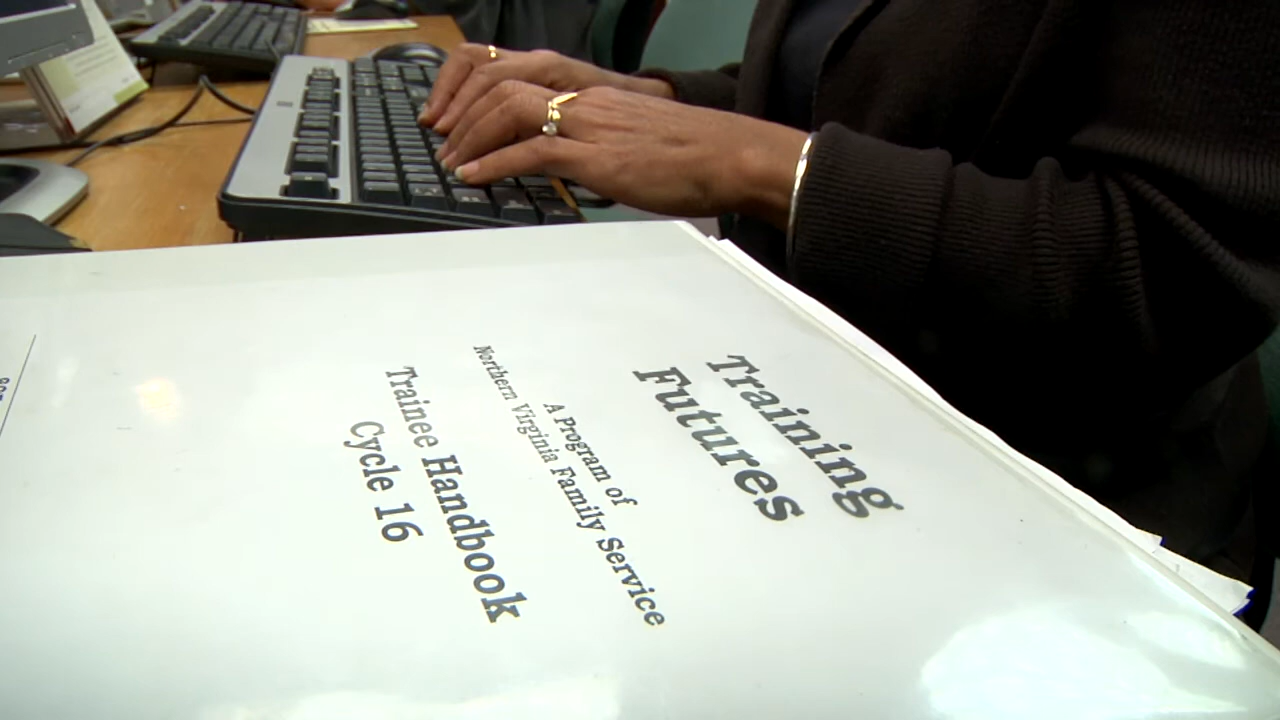 Training
Futures
A Program of
Northern Virginia Family Service
Trainee Handbook
Cycle 16